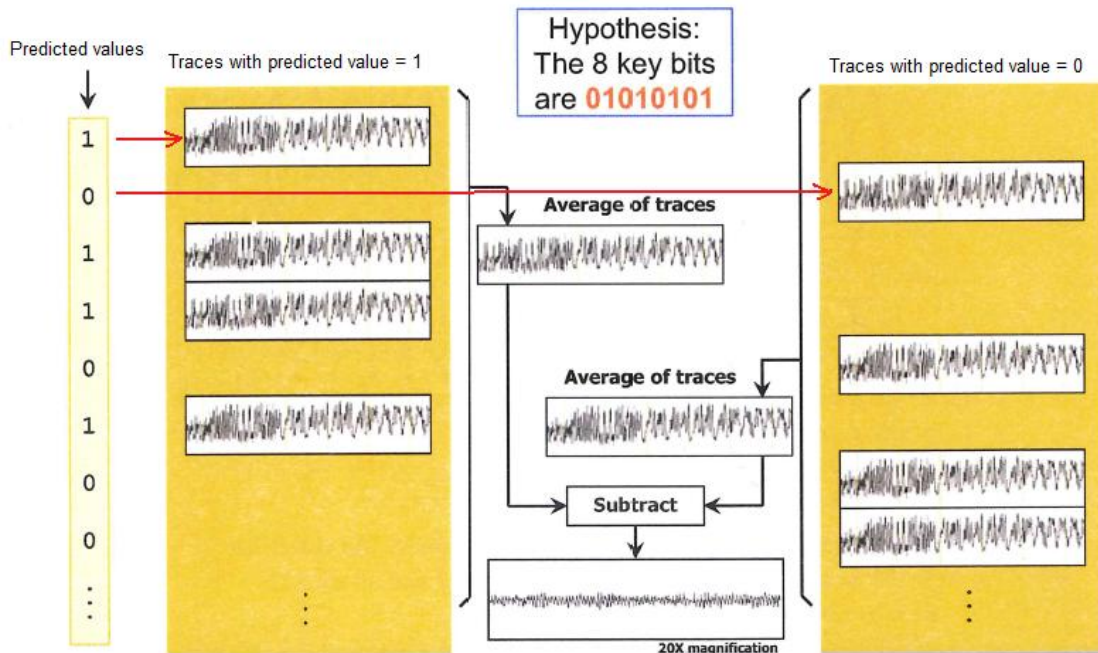 Hypothesis:
The 8 key bits
are 01010101
Predicted values
Traces with predicted value = 1
Traces with predicted value = 0
1
0
1
1
0
1
0
0
Average of traces
Average of traces
Subtract
20X magnification